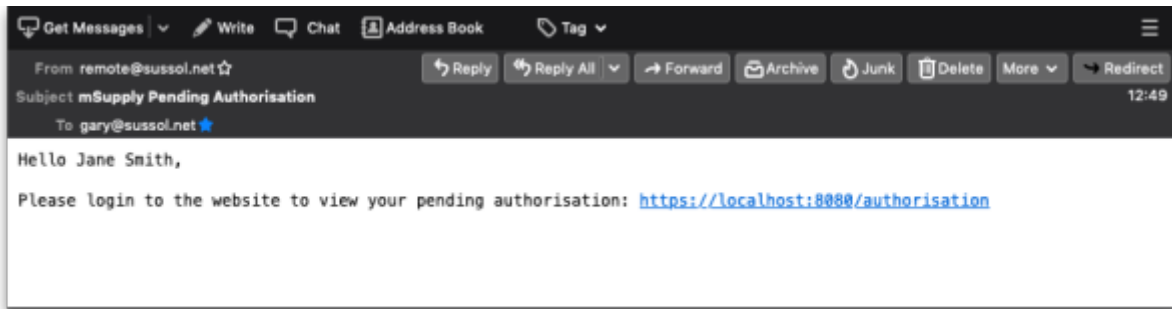 Get Messages Write Chat Address Book Tag
From remote@sussol.net Reply Reply All Forward Archive Junk Delete More Redirect
Subject mSupply Pending Authorisation 12:49
To gary@sussol.net
Hello Jane Smith,
Please login to the website to view your pending authorisation: https://localhost:8080/authorisation